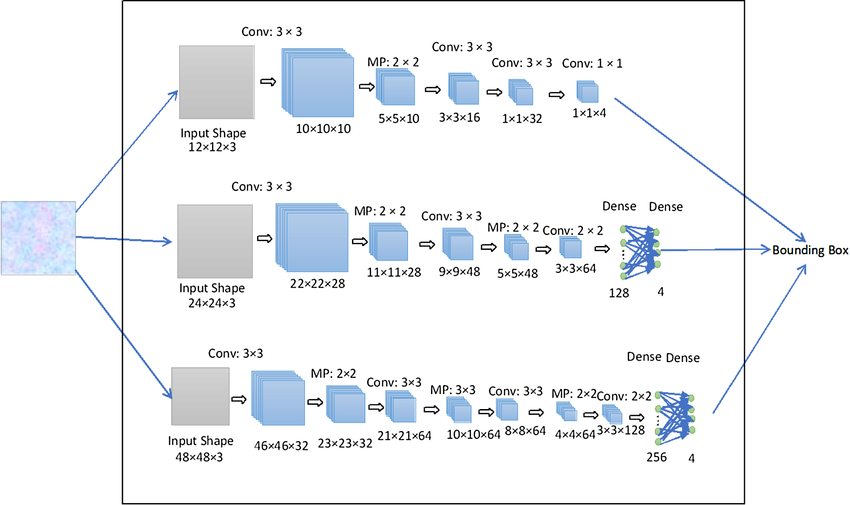 Conv: 3 × 3
MP: 2 × 2
Conv: 3 × 3
Conv: 3 × 3
Conv: 1 × 1
Input Shape
12×12×3
10×10×10
5×5×10
3×3×16
1×1×32
1×1×4
Conv: 3 × 3
MP: 2 × 2
Conv: 3 × 3
MP: 2 × 2
Conv: 2 × 2
Dense
Dense
Input Shape
24×24×3
22×22×28
11×11×28
9×9×48
5×5×48
3×3×64
128
4
Bounding Box
Conv: 3×3
MP: 2×2
Conv: 3×3
MP: 3×3
Conv: 3×3
MP: 2×2
Conv: 2×2
Dense
Dense
Input Shape
48×48×3
46×46×32
23×23×32
21×21×64
10×10×64
8×8×64
4×4×64
3×3×128
256
4